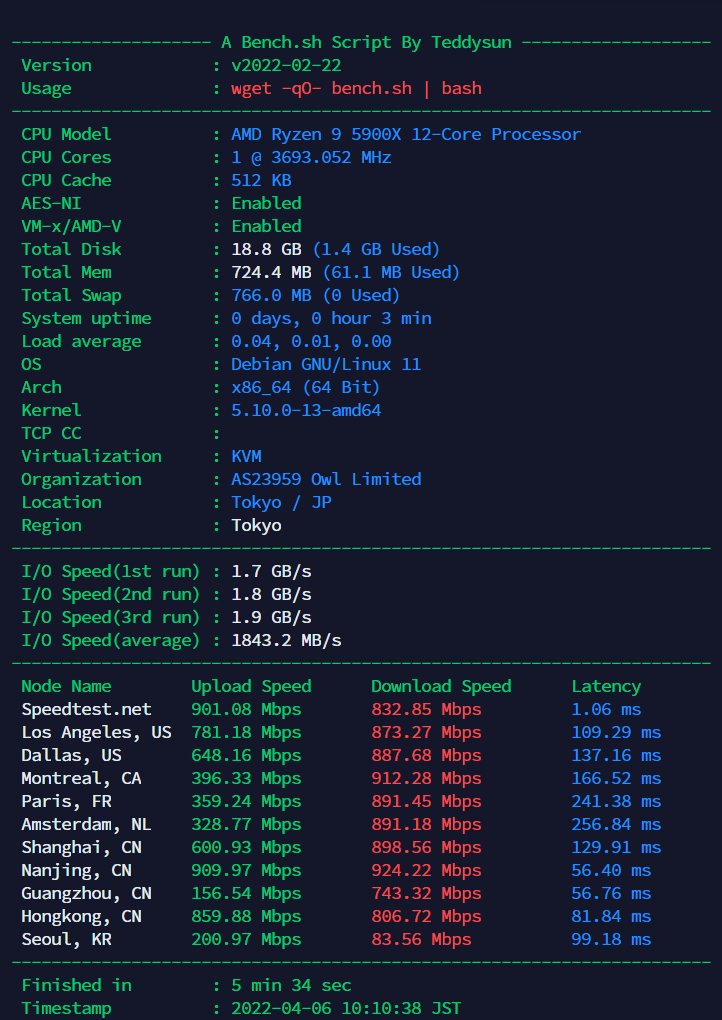 -------------------- A Bench.sh Script By Teddysun -------------------
Version : v2022-02-22
Usage : wget -qO- bench.sh | bash
----------------------------------------------------------------------
CPU Model : AMD Ryzen 9 5900X 12-Core Processor
CPU Cores : 1 @ 3693.052 MHz
CPU Cache : 512 KB
AES-NI : Enabled
VM-x/AMD-V : Enabled
Total Disk : 18.8 GB (1.4 GB Used)
Total Mem : 724.4 MB (61.1 MB Used)
Total Swap : 766.0 MB (0 Used)
System uptime : 0 days, 0 hour 3 min
Load average : 0.04, 0.01, 0.00
OS : Debian GNU/Linux 11
Arch : x86_64 (64 Bit)
Kernel : 5.10.0-13-amd64
TCP CC :
Virtualization : KVM
Organization : AS23959 Owl Limited
Location : Tokyo / JP
Region : Tokyo
----------------------------------------------------------------------
I/O Speed(1st run) : 1.7 GB/s
I/O Speed(2nd run) : 1.8 GB/s
I/O Speed(3rd run) : 1.9 GB/s
I/O Speed(average) : 1843.2 MB/s
----------------------------------------------------------------------
Node Name Upload Speed Download Speed Latency
Speedtest.net 901.08 Mbps 832.85 Mbps 1.06 ms
Los Angeles, US 781.18 Mbps 873.27 Mbps 109.29 ms
Dallas, US 648.16 Mbps 887.68 Mbps 137.16 ms
Montreal, CA 396.33 Mbps 912.28 Mbps 166.52 ms
Paris, FR 359.24 Mbps 891.45 Mbps 241.38 ms
Amsterdam, NL 328.77 Mbps 891.18 Mbps 256.84 ms
Shanghai, CN 600.93 Mbps 898.56 Mbps 129.91 ms
Nanjing, CN 909.97 Mbps 924.22 Mbps 56.40 ms
Guangzhou, CN 156.54 Mbps 743.32 Mbps 56.76 ms
Hongkong, CN 859.88 Mbps 806.72 Mbps 81.84 ms
Seoul, KR 200.97 Mbps 83.56 Mbps 99.18 ms
----------------------------------------------------------------------
Finished in : 5 min 34 sec
Timestamp : 2022-04-06 10:10:38 JST